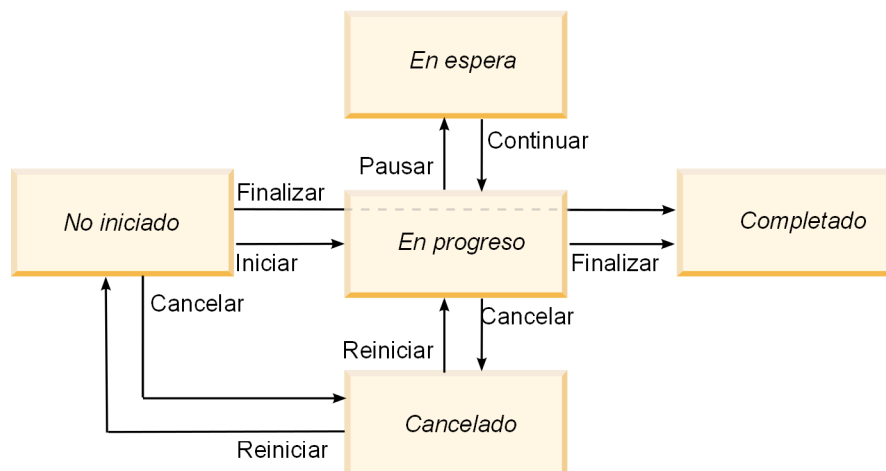 En espera
Continuar
Pausar
Finalizar
No iniciado
Completado
En progreso
Iniciar
Finalizar
Cancelar
Cancelar
Reiniciar
Cancelado
Reiniciar